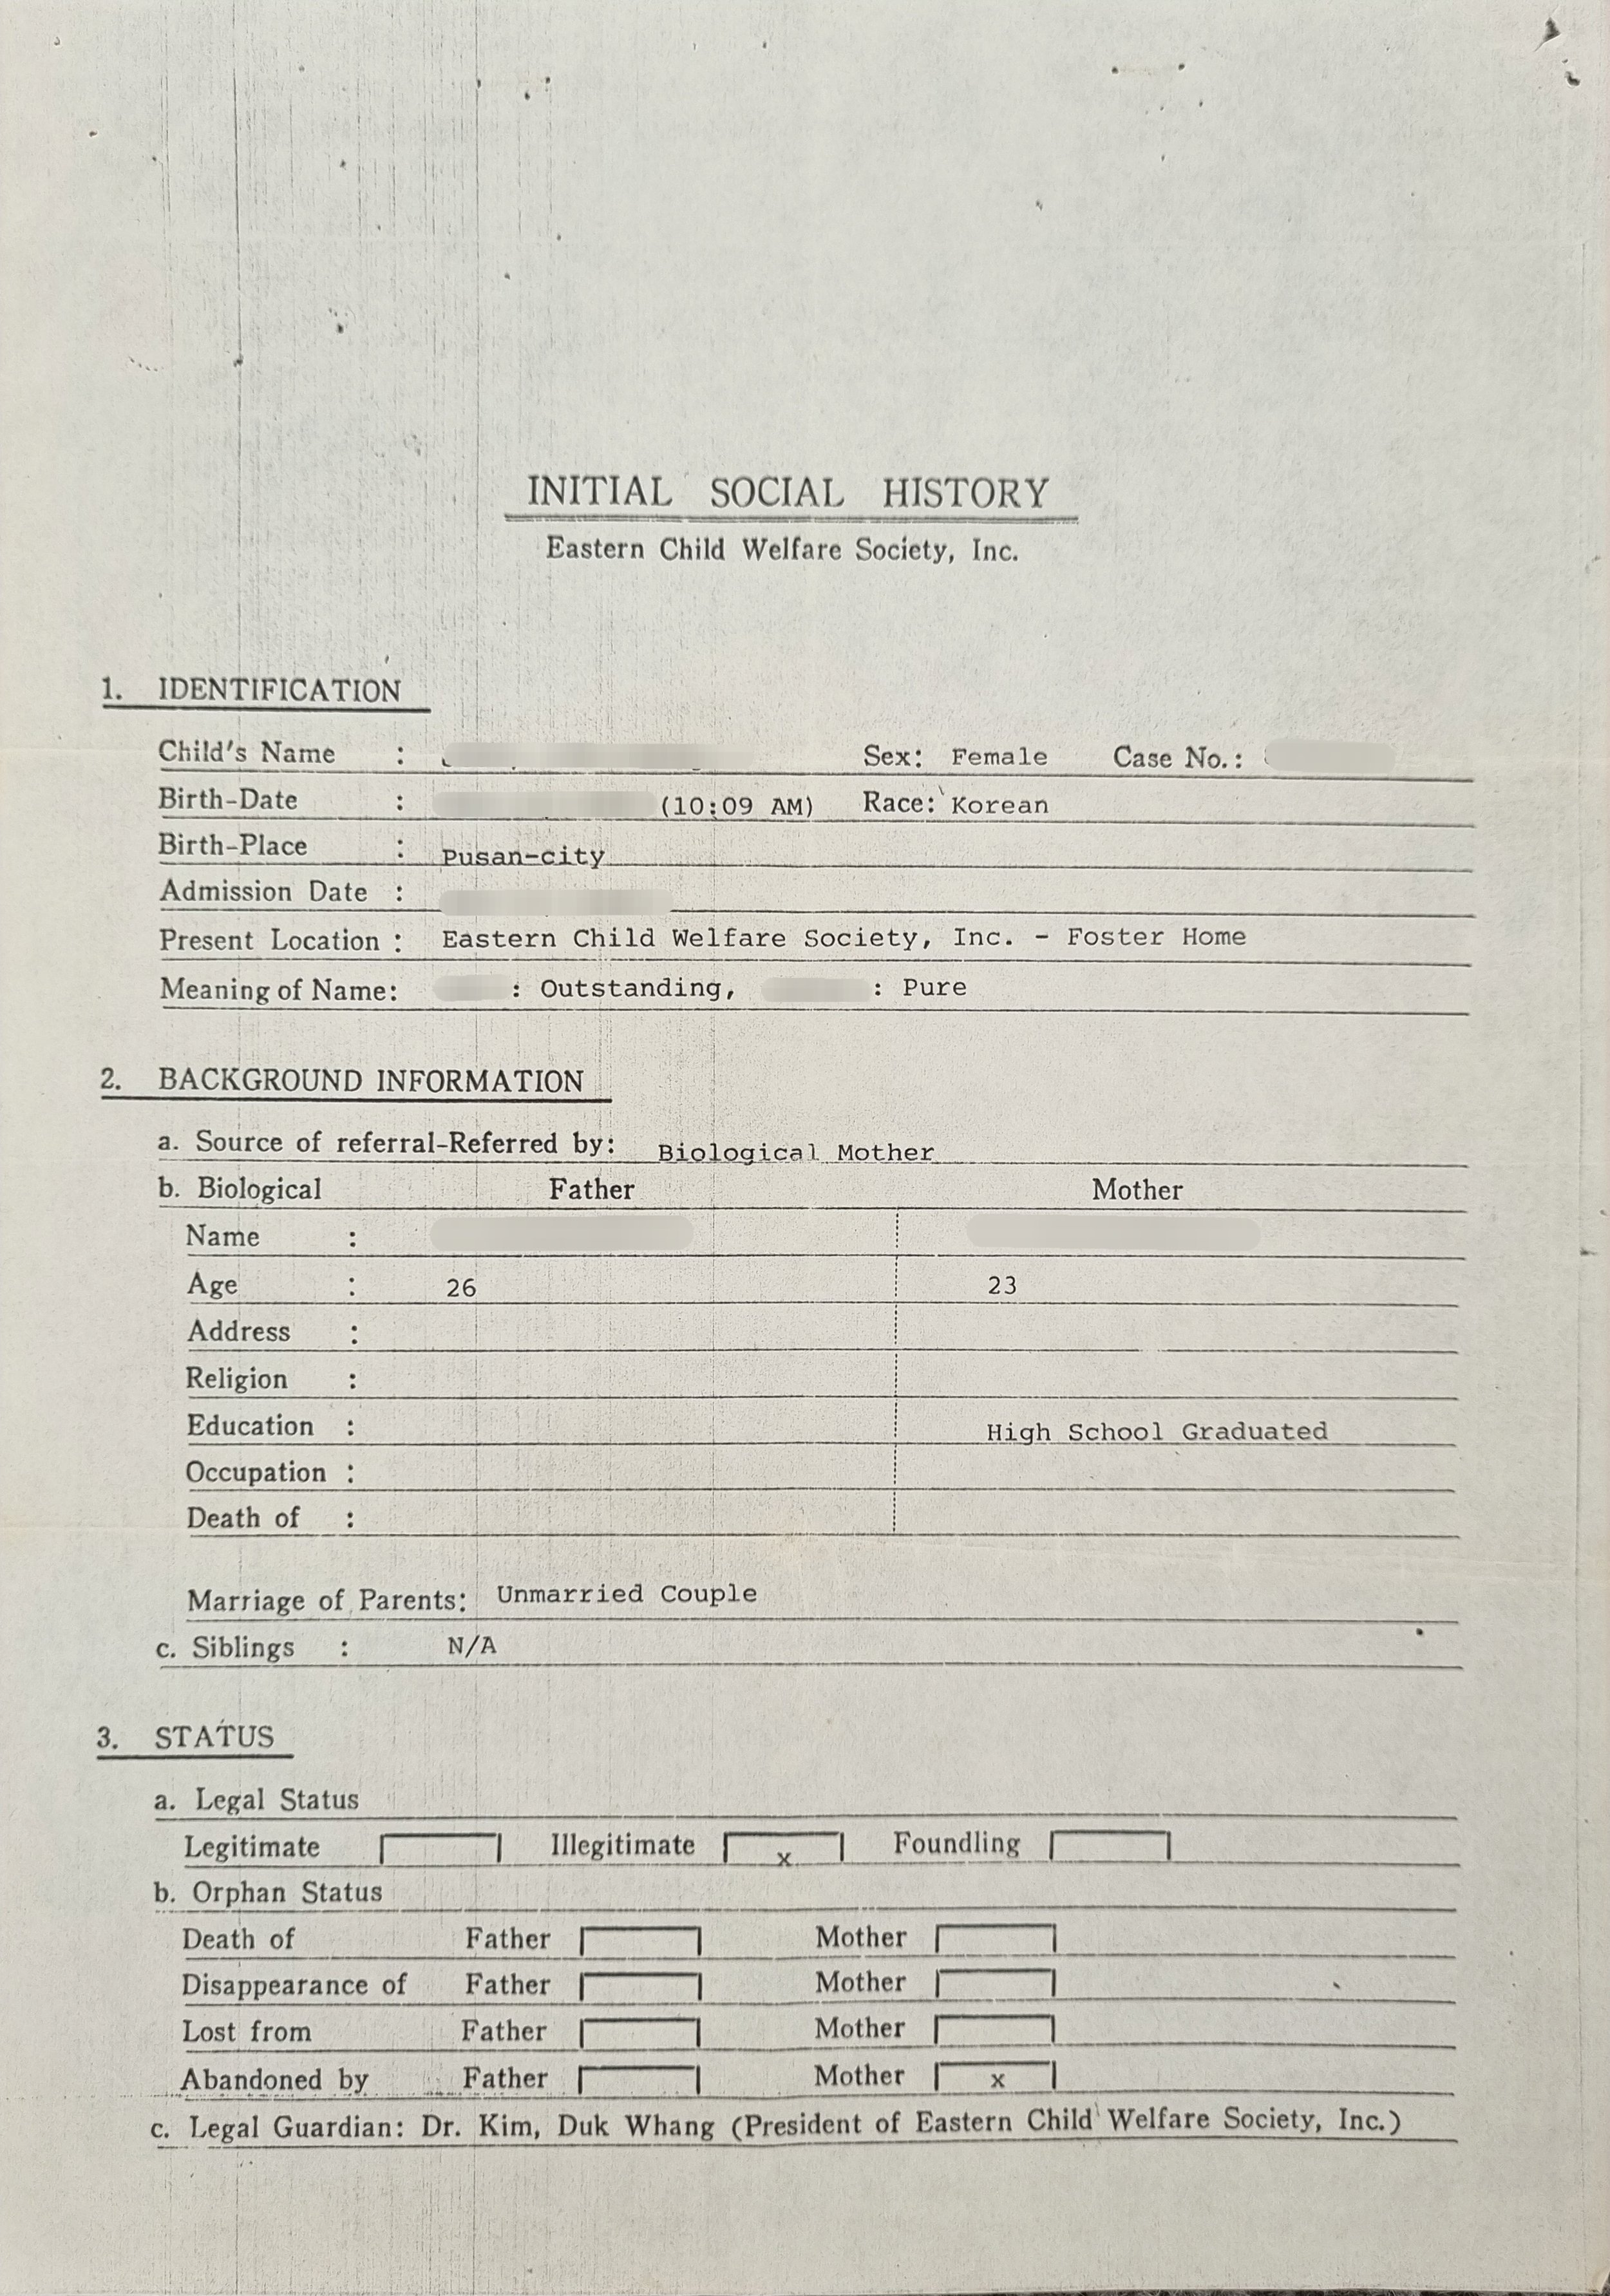 INITIAL SOCIAL HISTORY
Eastern Child Welfare Society, Inc.
1. IDENTIFICATION
Child's Name : Sex: Female Case No.:
Birth-Date : (10:09 AM) Race: Korean
Birth-Place : Pusan-city
Admission Date :
Present Location : Eastern Child Welfare Society, Inc. - Foster Home
Meaning of Name: : Outstanding, : Pure
2. BACKGROUND INFORMATION
a. Source of referral-Referred by: Biological Mother
b. Biological Father Mother
Name :
Age : 26 23
Address :
Religion :
Education : High School Graduated
Occupation :
Death of :
Marriage of Parents: Unmarried Couple
c. Siblings : N/A
3. STATUS
a. Legal Status
Legitimate Illegitimate x Foundling
b. Orphan Status
Death of Father Mother
Disappearance of Father Mother
Lost from Father Mother
Abandoned by Father Mother x
c. Legal Guardian: Dr. Kim, Duk Whang (President of Eastern Child Welfare Society, Inc.)